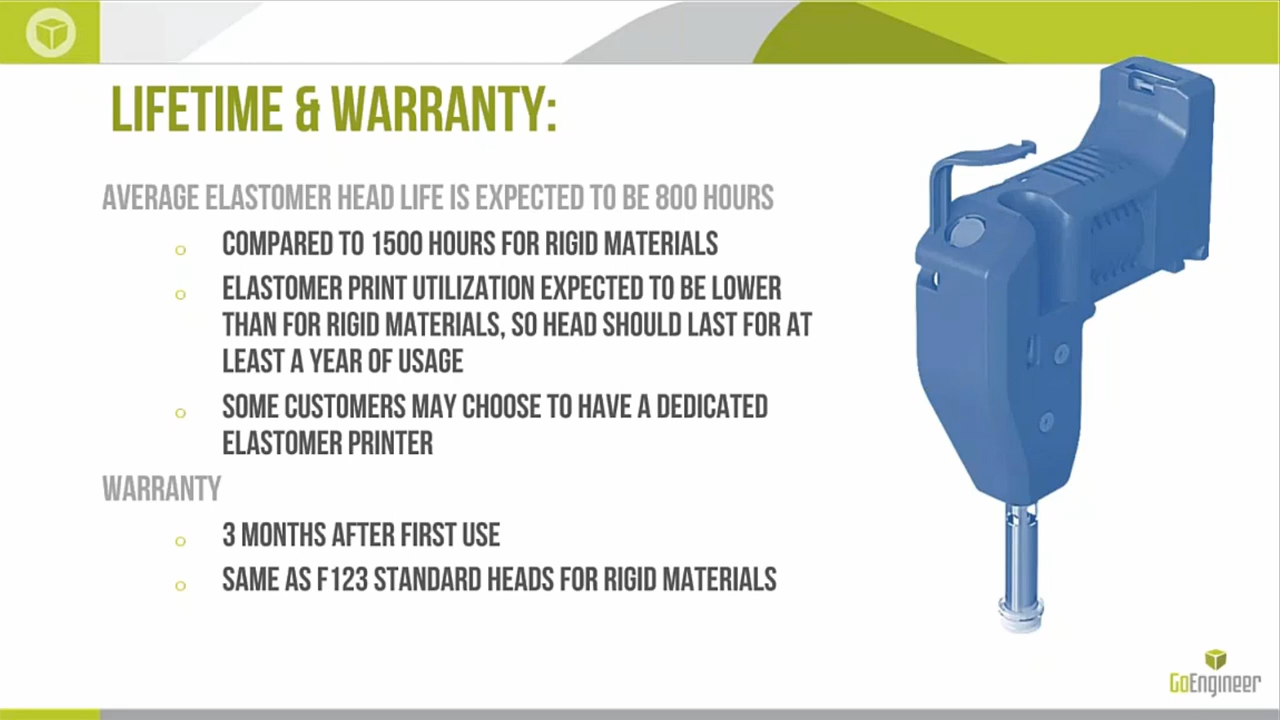 LIFETIME & WARRANTY:
AVERAGE ELASTOMER HEAD LIFE IS EXPECTED TO BE 800 HOURS
COMPARED TO 1500 HOURS FOR RIGID MATERIALS
ELASTOMER PRINT UTILIZATION EXPECTED TO BE LOWER
THAN FOR RIGID MATERIALS, SO HEAD SHOULD LAST FOR AT
LEAST A YEAR OF USAGE
SOME CUSTOMERS MAY CHOOSE TO HAVE A DEDICATED
ELASTOMER PRINTER
WARRANTY
3 MONTHS AFTER FIRST USE
SAME AS F123 STANDARD HEADS FOR RIGID MATERIALS
GoEngineer